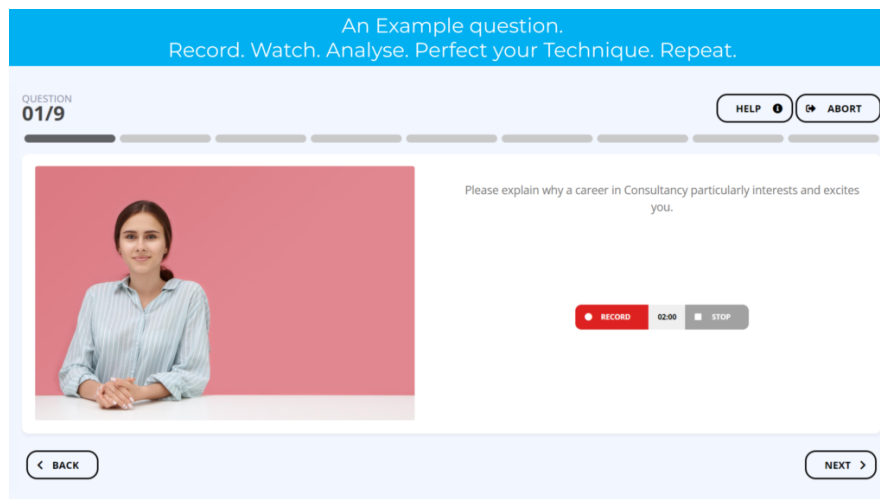 An Example question.
Record. Watch. Analyse. Perfect your Technique. Repeat.
QUESTION
01/9
HELP
ABORT
Please explain why a career in Consultancy particularly interests and excites
you.
RECORD 02:00 STOP
BACK
NEXT